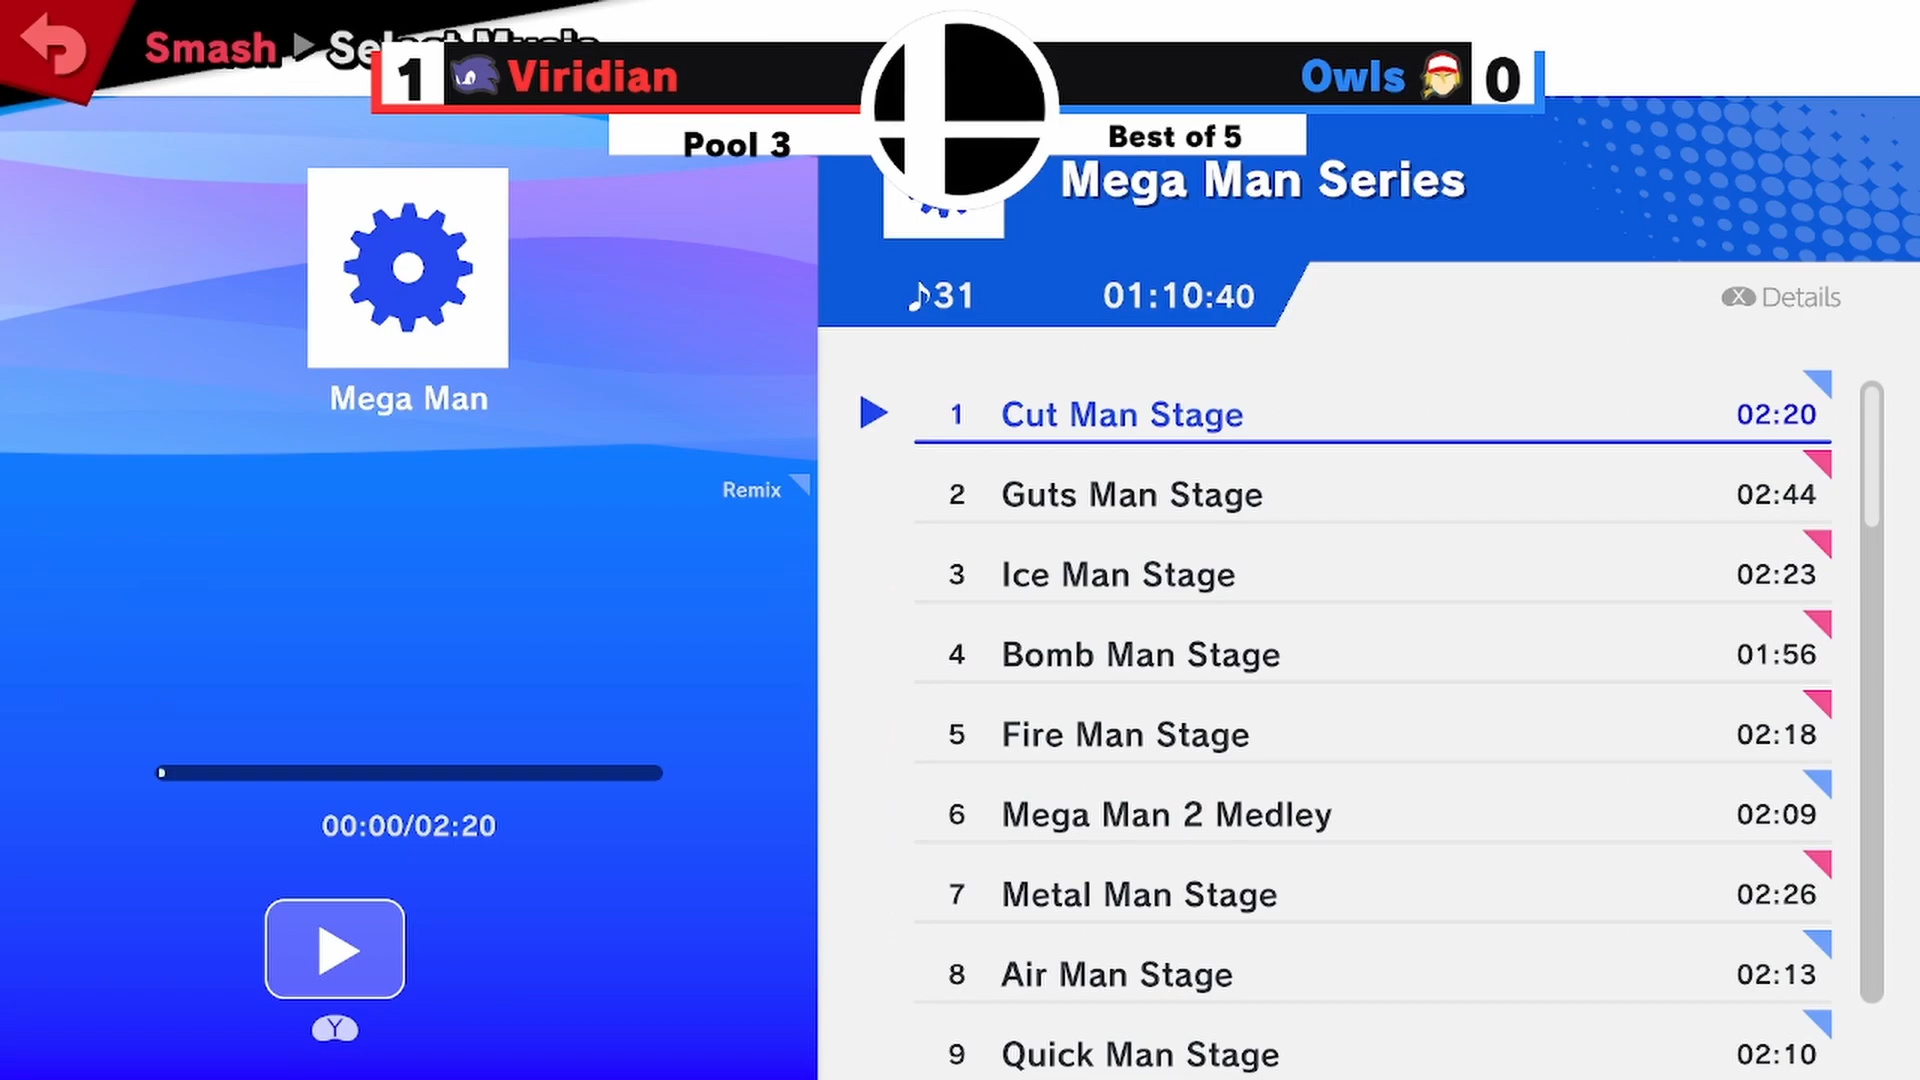 Smash ▶ Select Music
1 Viridian
Owls 0
Pool 3
Best of 5
Mega Man Series
♪31 01:10:40
X Details
Mega Man
Remix
00:00/02:20
Y
1 Cut Man Stage 02:20
2 Guts Man Stage 02:44
3 Ice Man Stage 02:23
4 Bomb Man Stage 01:56
5 Fire Man Stage 02:18
6 Mega Man 2 Medley 02:09
7 Metal Man Stage 02:26
8 Air Man Stage 02:13
9 Quick Man Stage 02:10